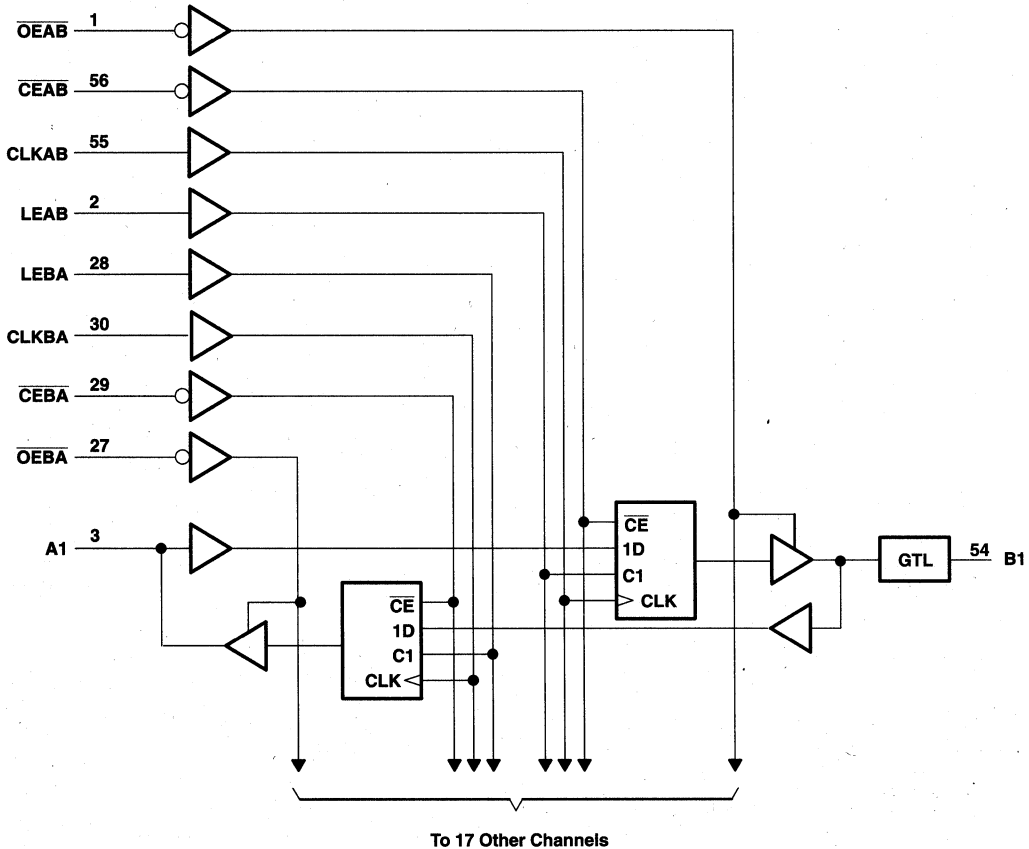 OEAB 1
CEAB 56
CLKAB 55
LEAB 2
LEBA 28
CLKBA 30
CEBA 29
OEBA 27
A1 3
CE
1D
C1
CLK
GTL
54 B1
CE
1D
C1
CLK
To 17 Other Channels